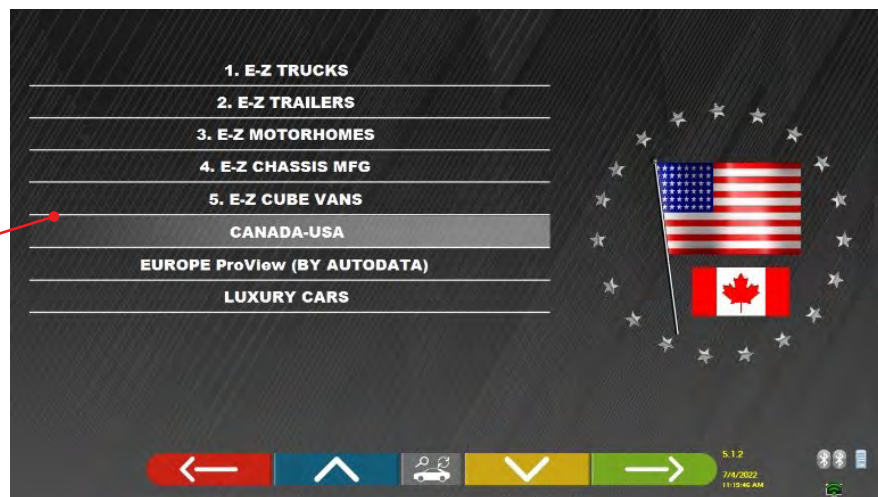 1. E-Z TRUCKS
2. E-Z TRAILERS
3. E-Z MOTORHOMES
4. E-Z CHASSIS MFG
5. E-Z CUBE VANS
CANADA-USA
EUROPE ProView (BY AUTODATA)
LUXURY CARS
5.1.2
7/4/2022
11:19:46 AM